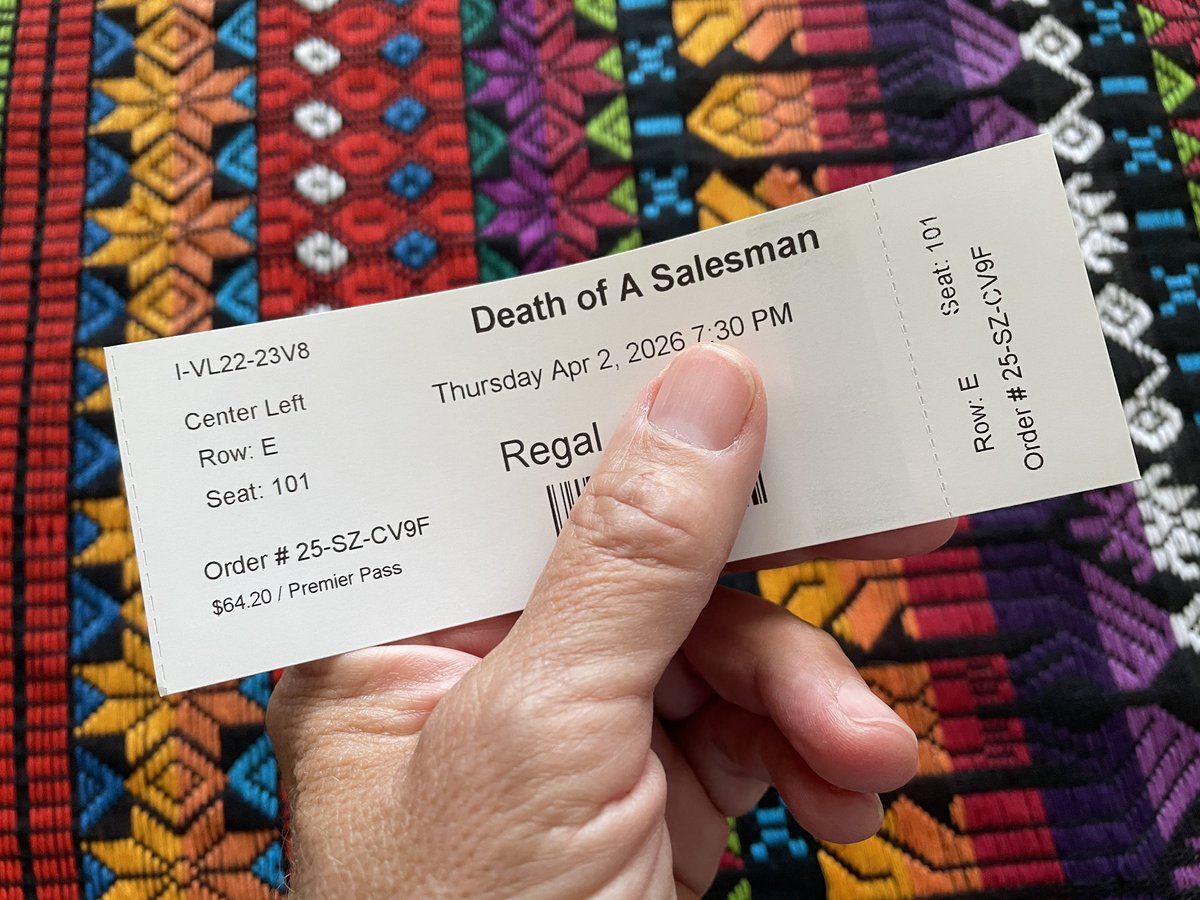 I-VL22-23V8
Center Left
Row: E
Seat: 101
Order # 25-SZ-CV9F
$64.20 / Premier Pass
Death of A Salesman
Thursday Apr 2, 2026 7:30 PM
Regal
Row: E Seat: 101
Order # 25-SZ-CV9F